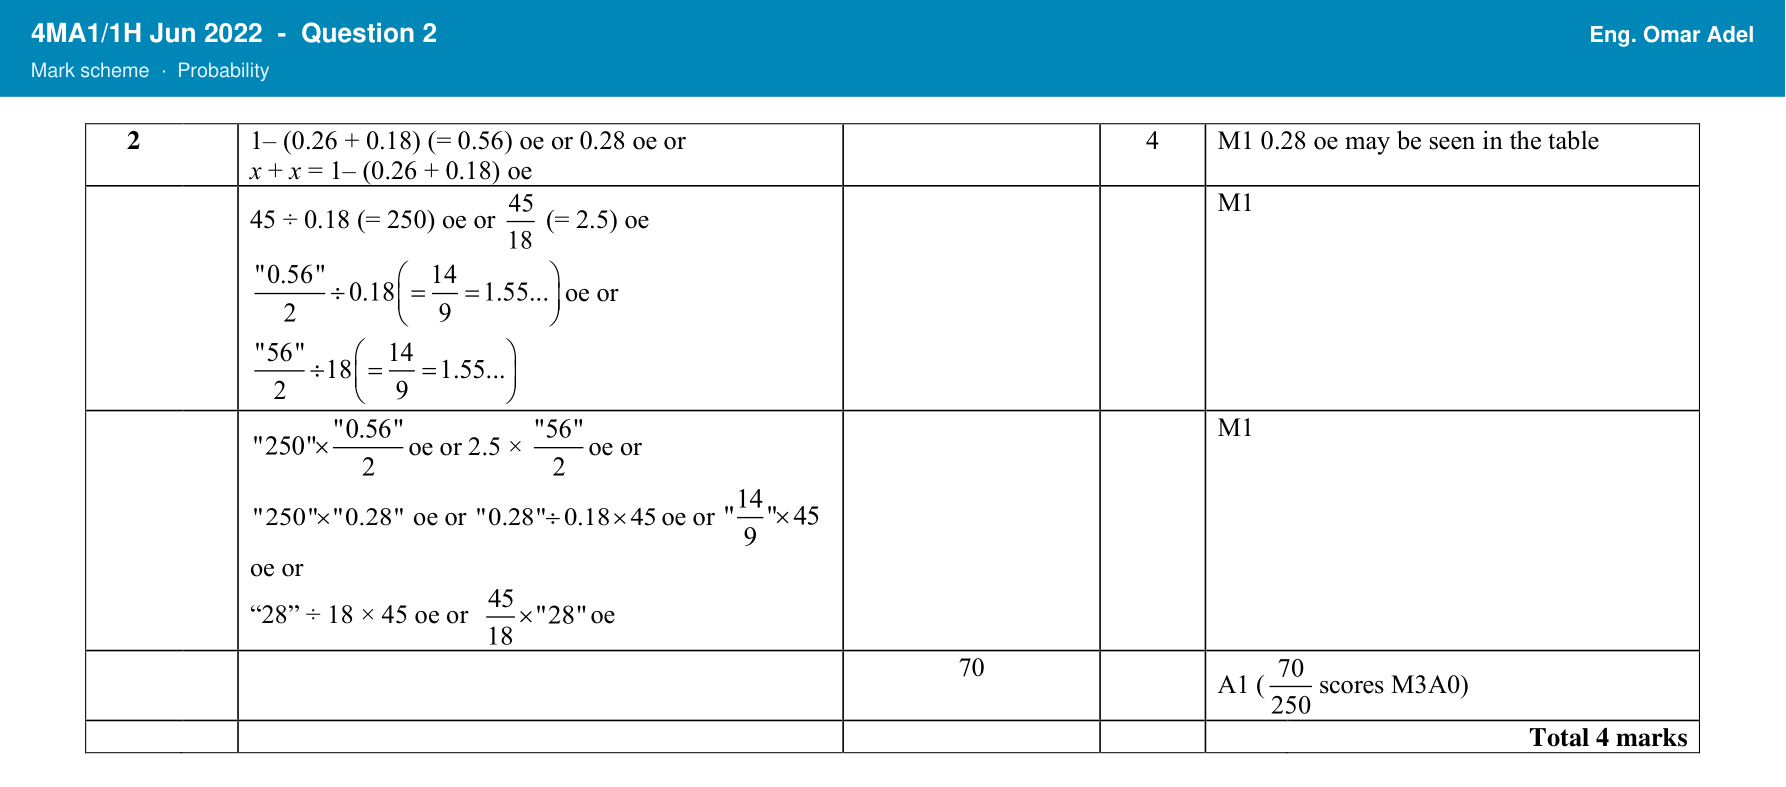 4MA1/1H Jun 2022 - Question 2
Eng. Omar Adel
Mark scheme · Probability
2
1– (0.26 + 0.18) (= 0.56) oe or 0.28 oe or
x + x = 1– (0.26 + 0.18) oe
4
M1 0.28 oe may be seen in the table
45 ÷ 0.18 (= 250) oe or 45/18 (= 2.5) oe
"0.56"/2 ÷ 0.18 ( = 14/9 = 1.55... ) oe or
"56"/2 ÷ 18 ( = 14/9 = 1.55... )
M1
"250" × "0.56"/2 oe or 2.5 × "56"/2 oe or
"250" × "0.28" oe or "0.28" ÷ 0.18 × 45 oe or "14/9" × 45
oe or
“28” ÷ 18 × 45 oe or 45/18 × "28" oe
M1
70
A1 ( 70/250 scores M3A0)
Total 4 marks